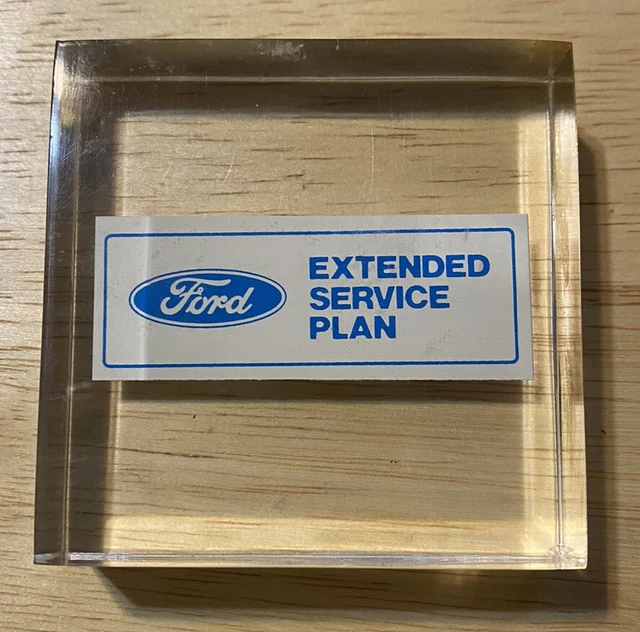 Ford
EXTENDED
SERVICE
PLAN